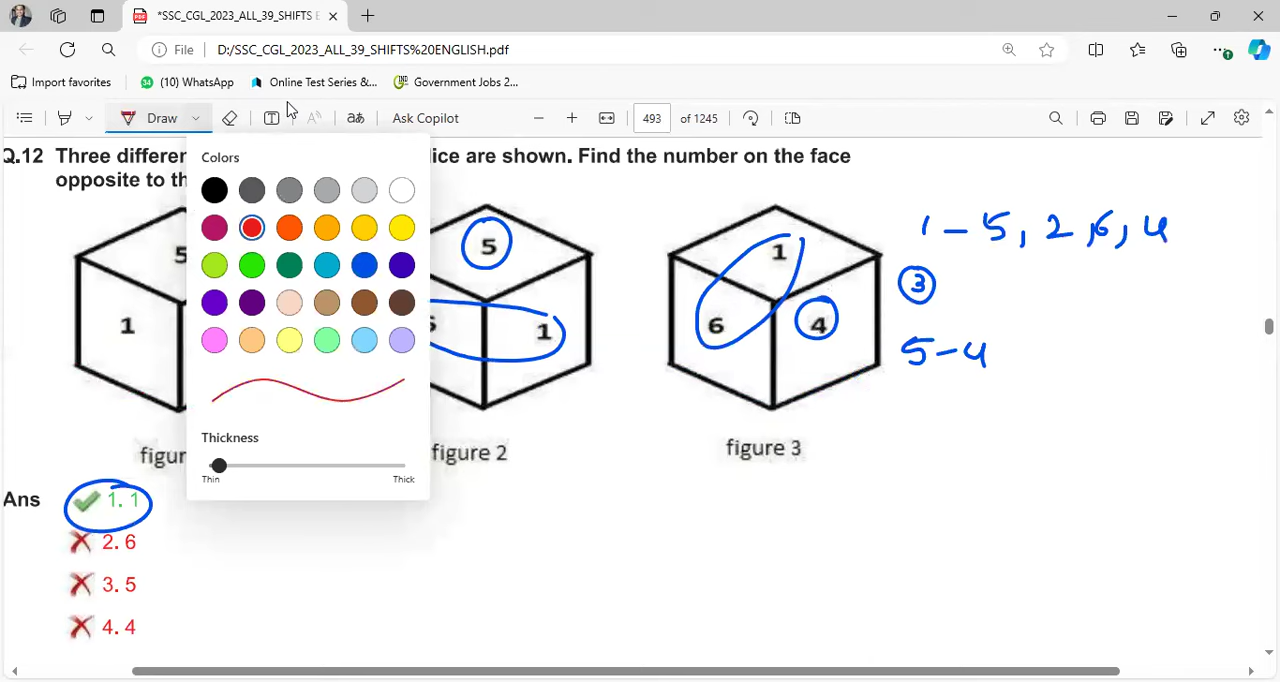 *SSC_CGL_2023_ALL_39_SHIFTS E
File D:/SSC_CGL_2023_ALL_39_SHIFTS%20ENGLISH.pdf
Import favorites (10) WhatsApp Online Test Series &... Government Jobs 2...
Draw Ask Copilot 493 of 1245
Q.12 Three differen ice are shown. Find the number on the face
opposite to th
Colors
Thickness
Thin Thick
5
1
5
1
1
6
4
figur
figure 2
figure 3
1 - 5, 2, 6, 4
3
5-4
Ans 1. 1
2. 6
3. 5
4. 4